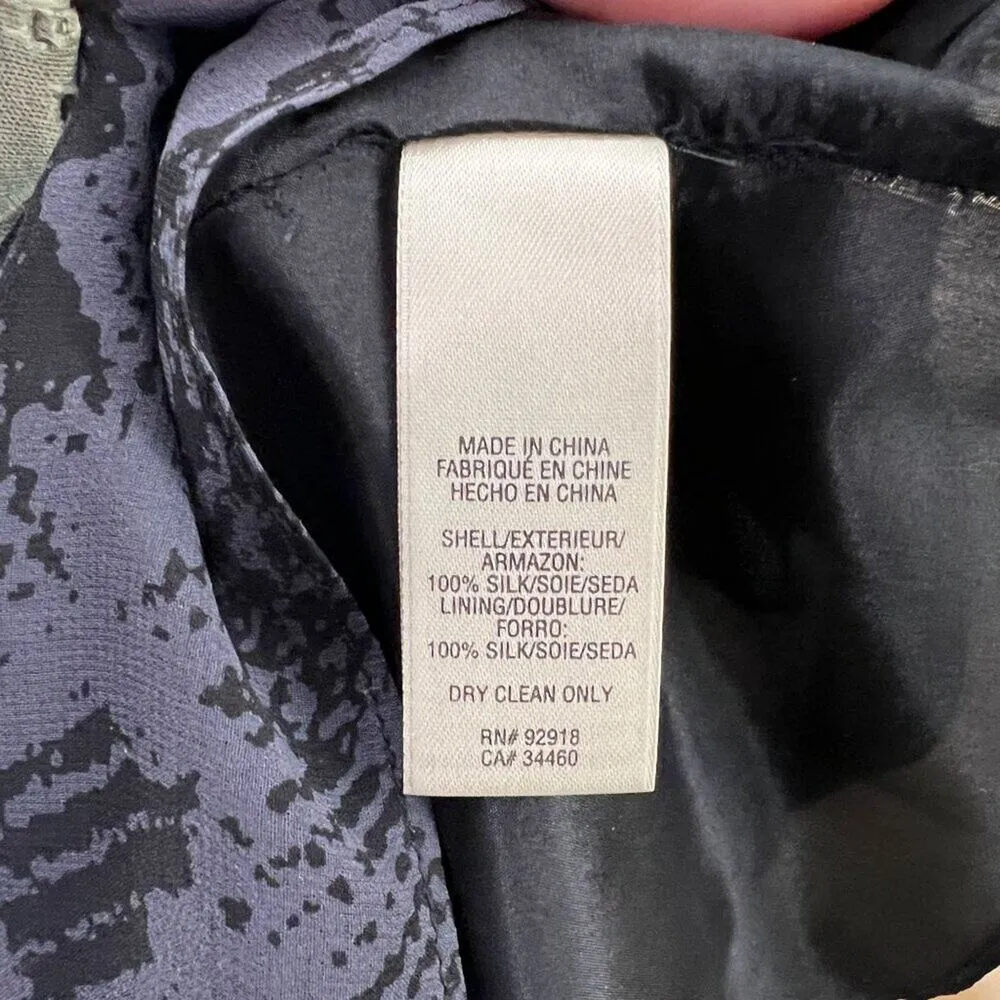 MADE IN CHINA
FABRIQUÉ EN CHINE
HECHO EN CHINA
SHELL/EXTERIEUR/
ARMAZON:
100% SILK/SOIE/SEDA
LINING/DOUBLURE/
FORRO:
100% SILK/SOIE/SEDA
DRY CLEAN ONLY
RN# 92918
CA# 34460